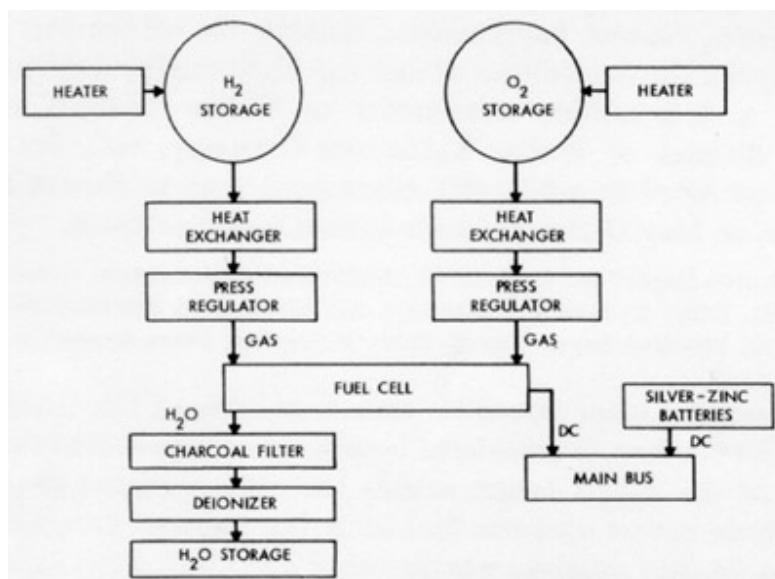 HEATER
H2
STORAGE
O2
STORAGE
HEATER
HEAT
EXCHANGER
HEAT
EXCHANGER
PRESS
REGULATOR
PRESS
REGULATOR
GAS
GAS
FUEL CELL
SILVER-ZINC
BATTERIES
H2O
DC
DC
CHARCOAL FILTER
MAIN BUS
DEIONIZER
H2O STORAGE